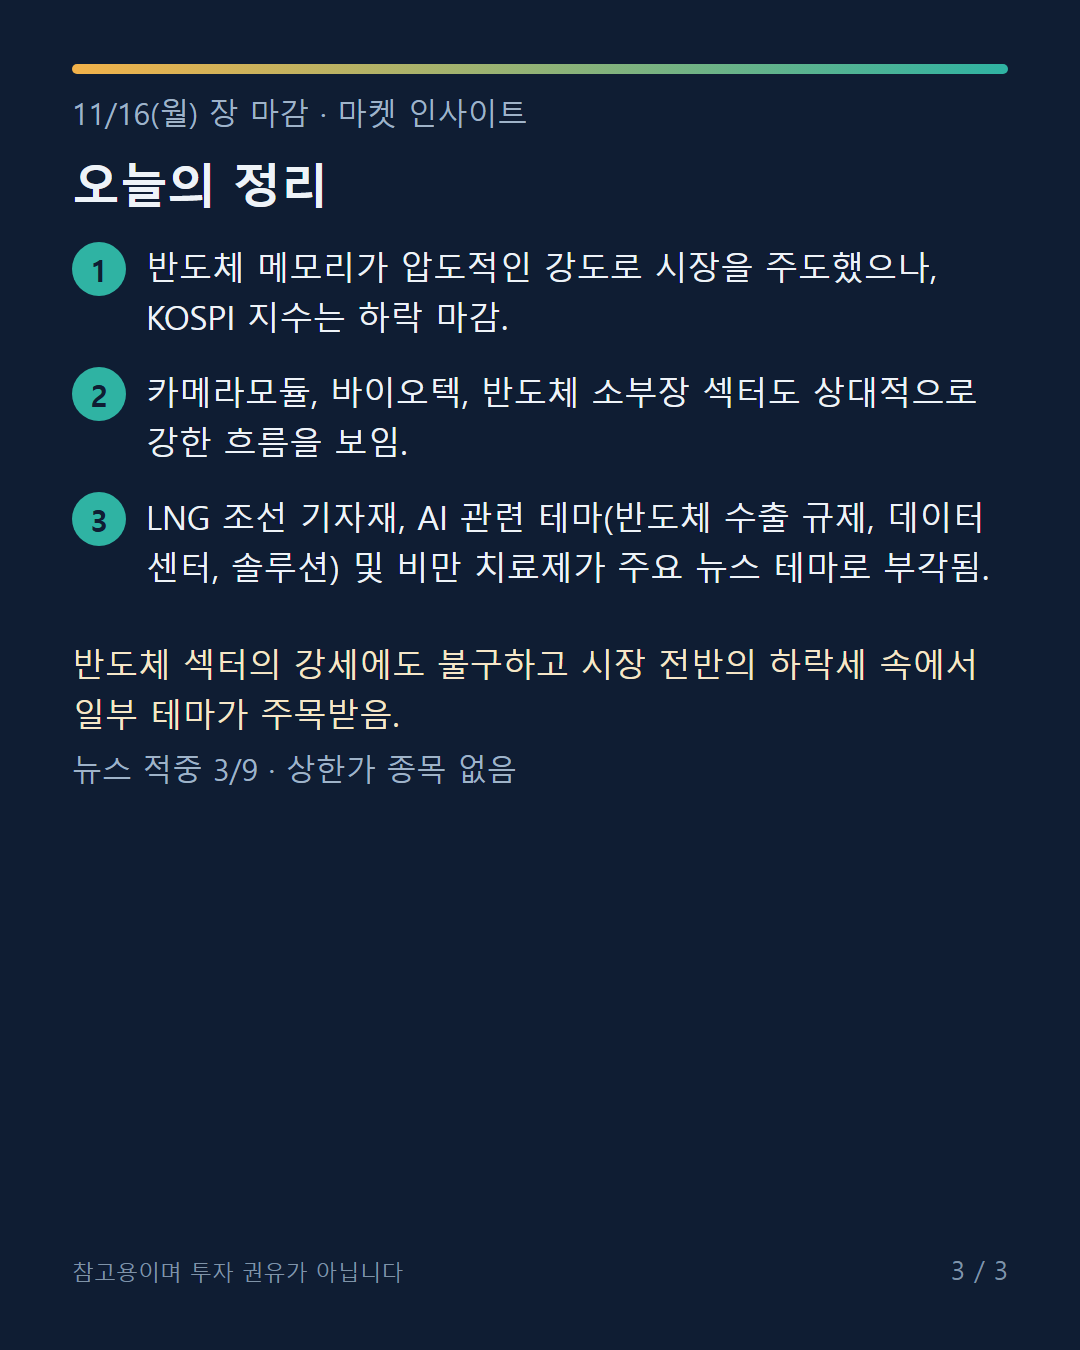 11/16(월) 장 마감 · 마켓 인사이트
오늘의 정리
1 반도체 메모리가 압도적인 강도로 시장을 주도했으나,
KOSPI 지수는 하락 마감.
2 카메라모듈, 바이오텍, 반도체 소부장 섹터도 상대적으로
강한 흐름을 보임.
3 LNG 조선 기자재, AI 관련 테마(반도체 수출 규제, 데이터
센터, 솔루션) 및 비만 치료제가 주요 뉴스 테마로 부각됨.
반도체 섹터의 강세에도 불구하고 시장 전반의 하락세 속에서
일부 테마가 주목받음.
뉴스 적중 3/9 · 상한가 종목 없음
참고용이며 투자 권유가 아닙니다
3 / 3